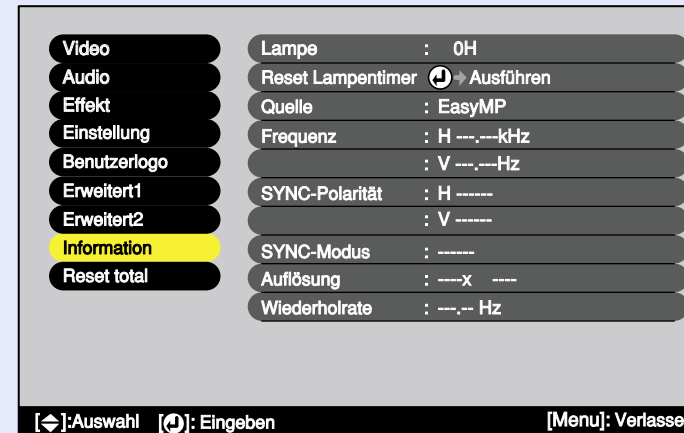 Video
Audio
Effekt
Einstellung
Benutzerlogo
Erweitert1
Erweitert2
Information
Reset total
Lampe : 0H
Reset Lampentimer Ausführen
Quelle : EasyMP
Frequenz : H ---.---kHz
: V ---.---Hz
SYNC-Polarität : H ------
: V ------
SYNC-Modus : ------
Auflösung : ----x ----
Wiederholrate : ---.-- Hz
[ ]:Auswahl [ ]: Eingeben [Menu]: Verlasse